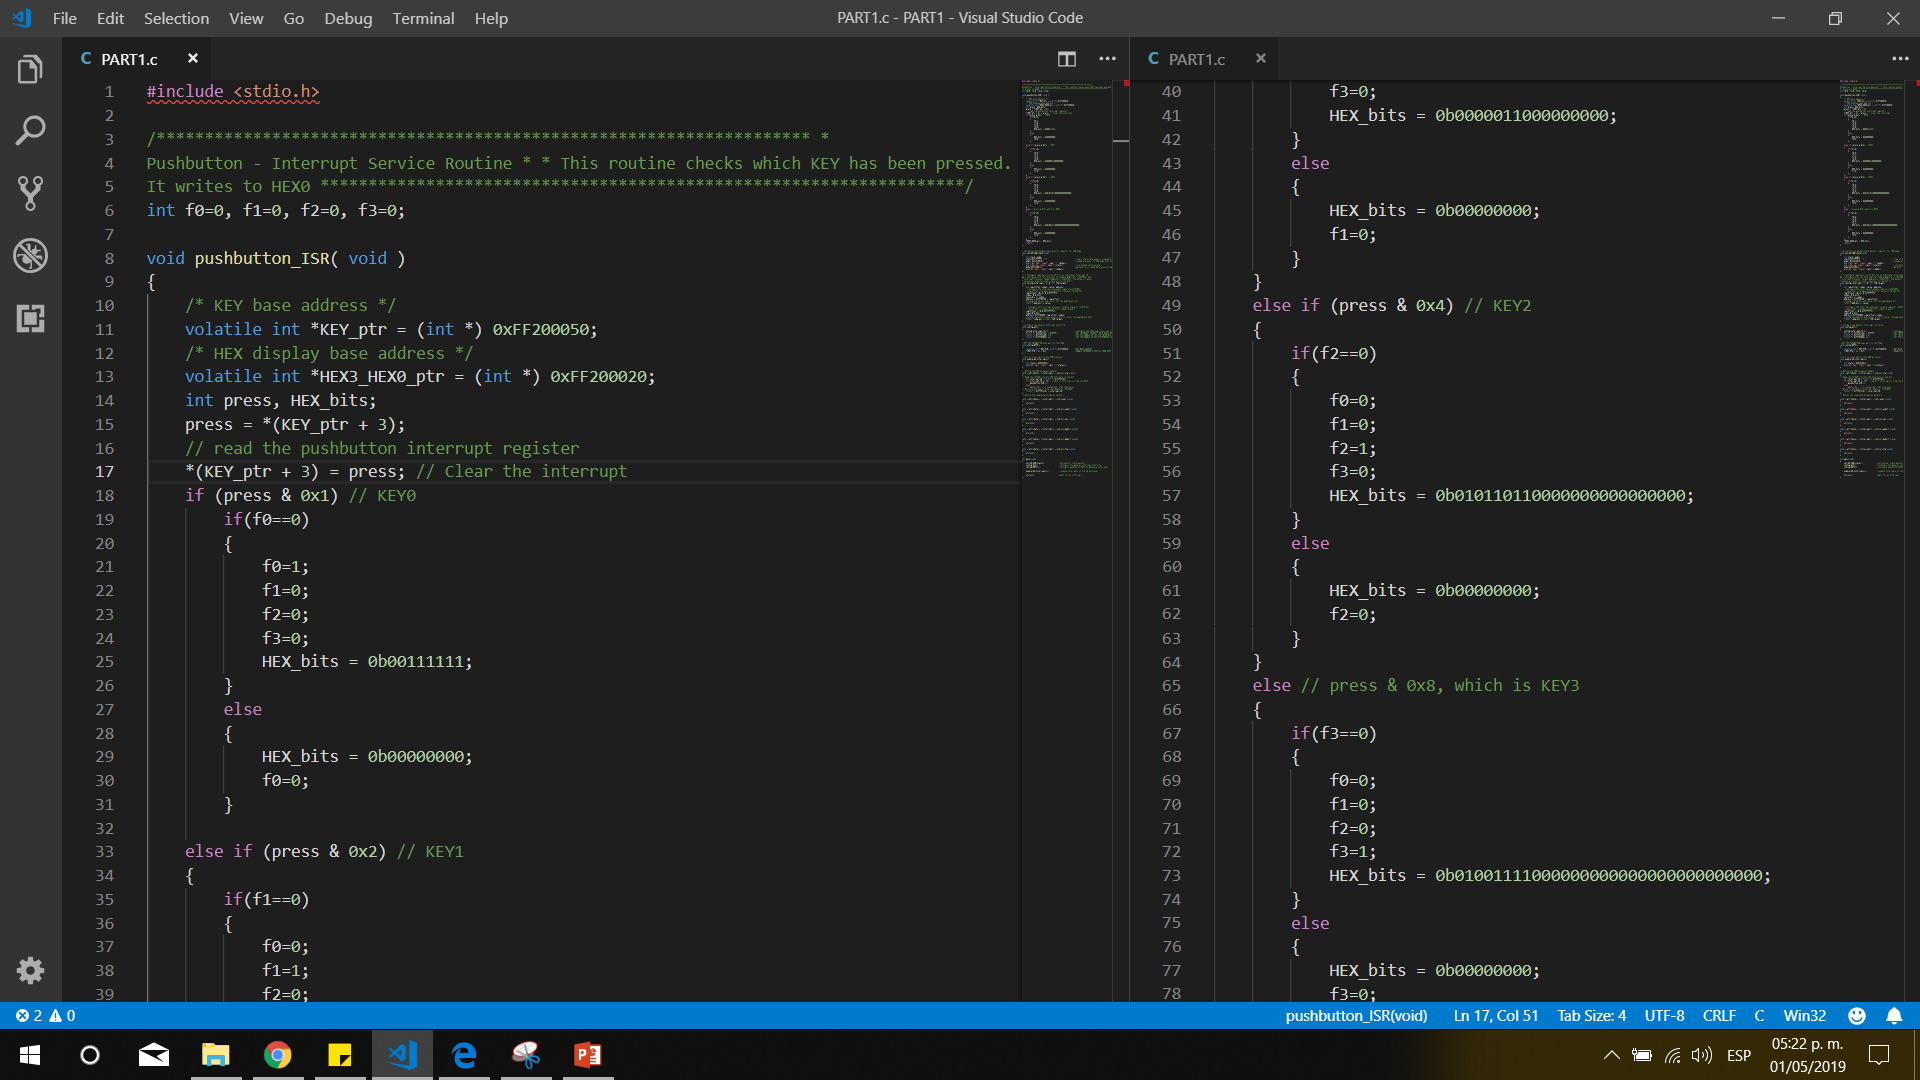 File Edit Selection View Go Debug Terminal Help
PART1.c - PART1 - Visual Studio Code
C PART1.c ×
1 #include <stdio.h>
2
3 /******************************************************************** *
4 Pushbutton - Interrupt Service Routine * * This routine checks which KEY has been pressed.
5 It writes to HEX0 *******************************************************************/
6 int f0=0, f1=0, f2=0, f3=0;
7
8 void pushbutton_ISR( void )
9 {
10 /* KEY base address */
11 volatile int *KEY_ptr = (int *) 0xFF200050;
12 /* HEX display base address */
13 volatile int *HEX3_HEX0_ptr = (int *) 0xFF200020;
14 int press, HEX_bits;
15 press = *(KEY_ptr + 3);
16 // read the pushbutton interrupt register
17 *(KEY_ptr + 3) = press; // Clear the interrupt
18 if (press & 0x1) // KEY0
19 if(f0==0)
20 {
21 f0=1;
22 f1=0;
23 f2=0;
24 f3=0;
25 HEX_bits = 0b00111111;
26 }
27 else
28 {
29 HEX_bits = 0b00000000;
30 f0=0;
31 }
32
33 else if (press & 0x2) // KEY1
34 {
35 if(f1==0)
36 {
37 f0=0;
38 f1=1;
39 f2=0;
C PART1.c ×
40 f3=0;
41 HEX_bits = 0b0000011000000000;
42 }
43 else
44 {
45 HEX_bits = 0b00000000;
46 f1=0;
47 }
48 }
49 else if (press & 0x4) // KEY2
50 {
51 if(f2==0)
52 {
53 f0=0;
54 f1=0;
55 f2=1;
56 f3=0;
57 HEX_bits = 0b010110110000000000000000;
58 }
59 else
60 {
61 HEX_bits = 0b00000000;
62 f2=0;
63 }
64 }
65 else // press & 0x8, which is KEY3
66 {
67 if(f3==0)
68 {
69 f0=0;
70 f1=0;
71 f2=0;
72 f3=1;
73 HEX_bits = 0b01001111000000000000000000000000;
74 }
75 else
76 {
77 HEX_bits = 0b00000000;
78 f3=0;
2 0
pushbutton_ISR(void) Ln 17, Col 51 Tab Size: 4 UTF-8 CRLF C Win32
ESP
05:22 p. m.
01/05/2019